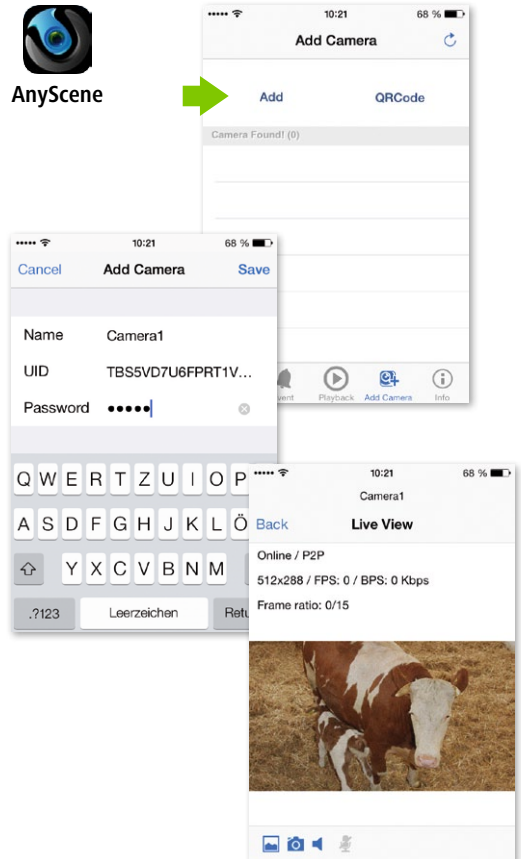 AnyScene
10:21 68 %
Add Camera
Add QRCode
Camera Found! (0)
Playback Add Camera Info
10:21 68 %
Cancel Add Camera Save
Name Camera1
UID TBS5VD7U6FPRT1V...
Password •••••
Q W E R T Z U I O P
A S D F G H J K L Ö
Y X C V B N M
.?123 Leerzeichen
10:21 68 %
Camera1
Back Live View
Online / P2P
512x288 / FPS: 0 / BPS: 0 Kbps
Frame ratio: 0/15